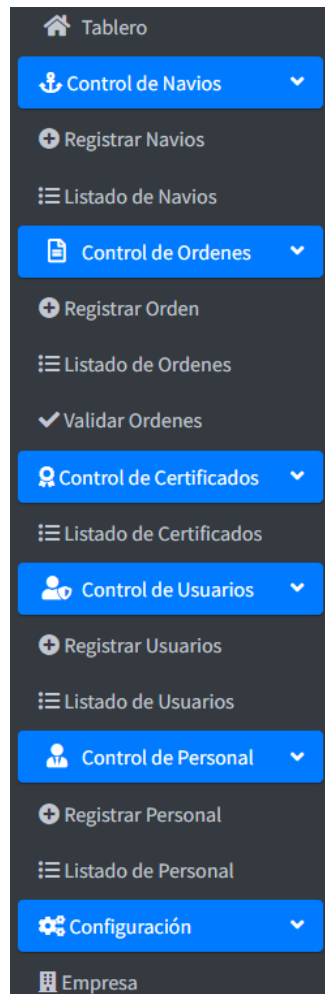 Tablero
Control de Navios
Registrar Navios
Listado de Navios
Control de Ordenes
Registrar Orden
Listado de Ordenes
Validar Ordenes
Control de Certificados
Listado de Certificados
Control de Usuarios
Registrar Usuarios
Listado de Usuarios
Control de Personal
Registrar Personal
Listado de Personal
Configuración
Empresa